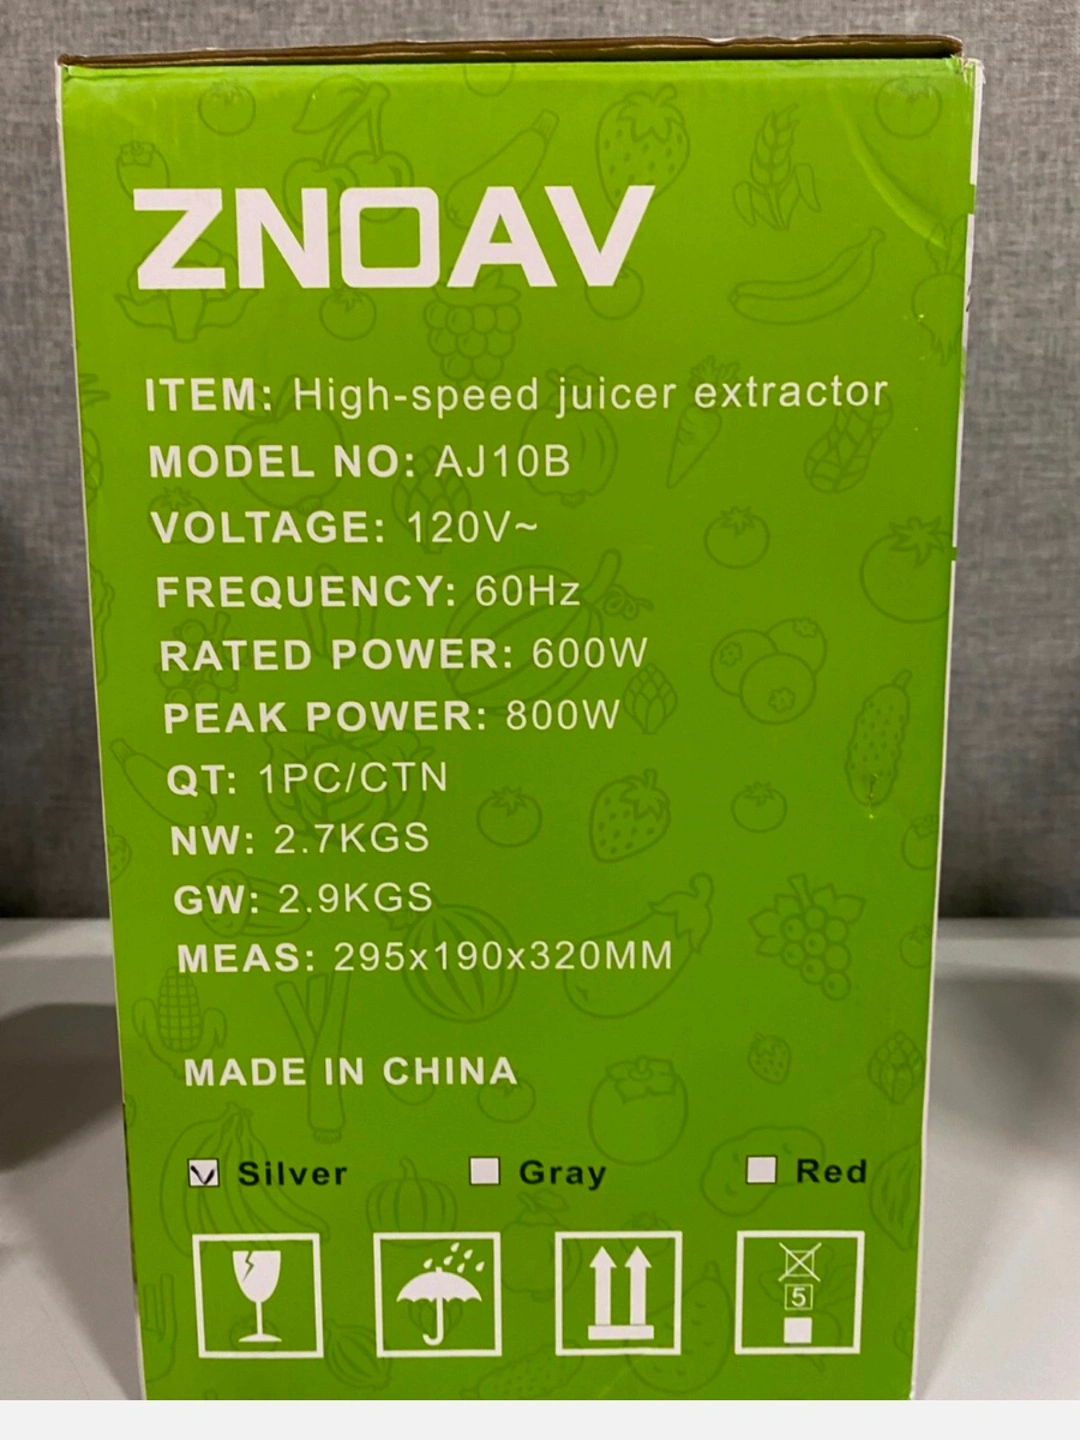 ZNOAV
ITEM: High-speed juicer extractor
MODEL NO: AJ10B
VOLTAGE: 120V~
FREQUENCY: 60Hz
RATED POWER: 600W
PEAK POWER: 800W
QT: 1PC/CTN
NW: 2.7KGS
GW: 2.9KGS
MEAS: 295x190x320MM
MADE IN CHINA
Silver Gray Red
5